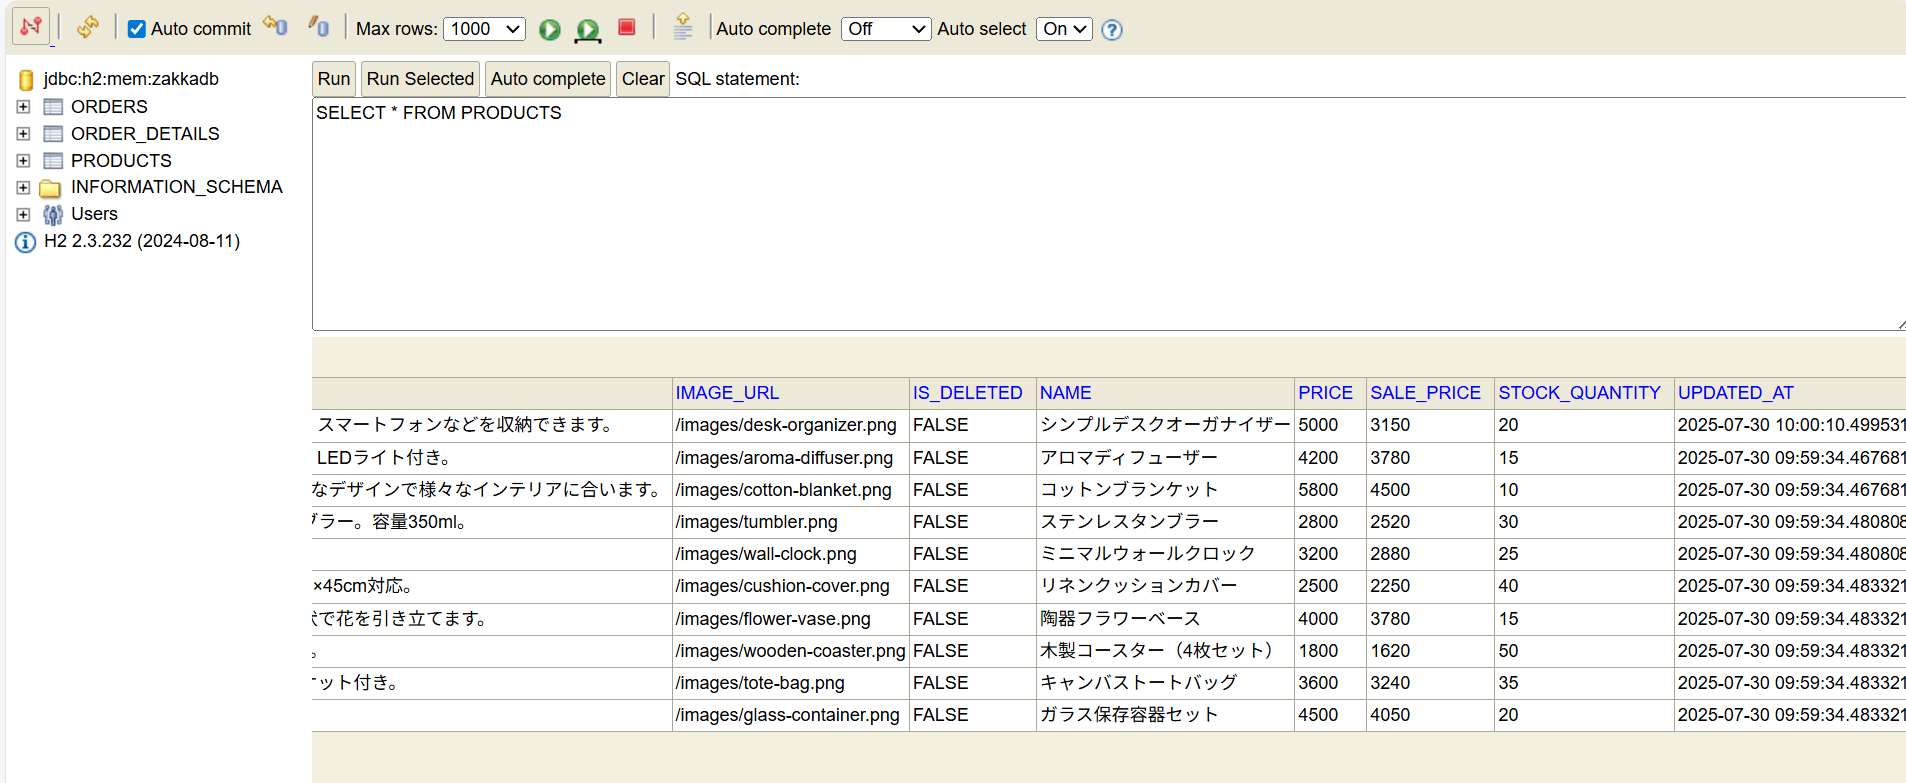 Auto commit Max rows: 1000 Auto complete Off Auto select On
jdbc:h2:mem:zakkadb
ORDERS
ORDER_DETAILS
PRODUCTS
INFORMATION_SCHEMA
Users
H2 2.3.232 (2024-08-11)
Run Run Selected Auto complete Clear SQL statement:
SELECT * FROM PRODUCTS
IMAGE_URL IS_DELETED NAME PRICE SALE_PRICE STOCK_QUANTITY UPDATED_AT
スマートフォンなどを収納できます。 /images/desk-organizer.png FALSE シンプルデスクオーガナイザー 5000 3150 20 2025-07-30 10:00:10.499531
LEDライト付き。 /images/aroma-diffuser.png FALSE アロマディフューザー 4200 3780 15 2025-07-30 09:59:34.467681
なデザインで様々なインテリアに合います。 /images/cotton-blanket.png FALSE コットンブランケット 5800 4500 10 2025-07-30 09:59:34.467681
ブラー。容量350ml。 /images/tumbler.png FALSE ステンレスタンブラー 2800 2520 30 2025-07-30 09:59:34.480808
/images/wall-clock.png FALSE ミニマルウォールクロック 3200 2880 25 2025-07-30 09:59:34.480808
×45cm対応。 /images/cushion-cover.png FALSE リネンクッションカバー 2500 2250 40 2025-07-30 09:59:34.483321
で花を引き立てます。 /images/flower-vase.png FALSE 陶器フラワーベース 4000 3780 15 2025-07-30 09:59:34.483321
。 /images/wooden-coaster.png FALSE 木製コースター（4枚セット） 1800 1620 50 2025-07-30 09:59:34.483321
ット付き。 /images/tote-bag.png FALSE キャンバストートバッグ 3600 3240 35 2025-07-30 09:59:34.483321
/images/glass-container.png FALSE ガラス保存容器セット 4500 4050 20 2025-07-30 09:59:34.483321